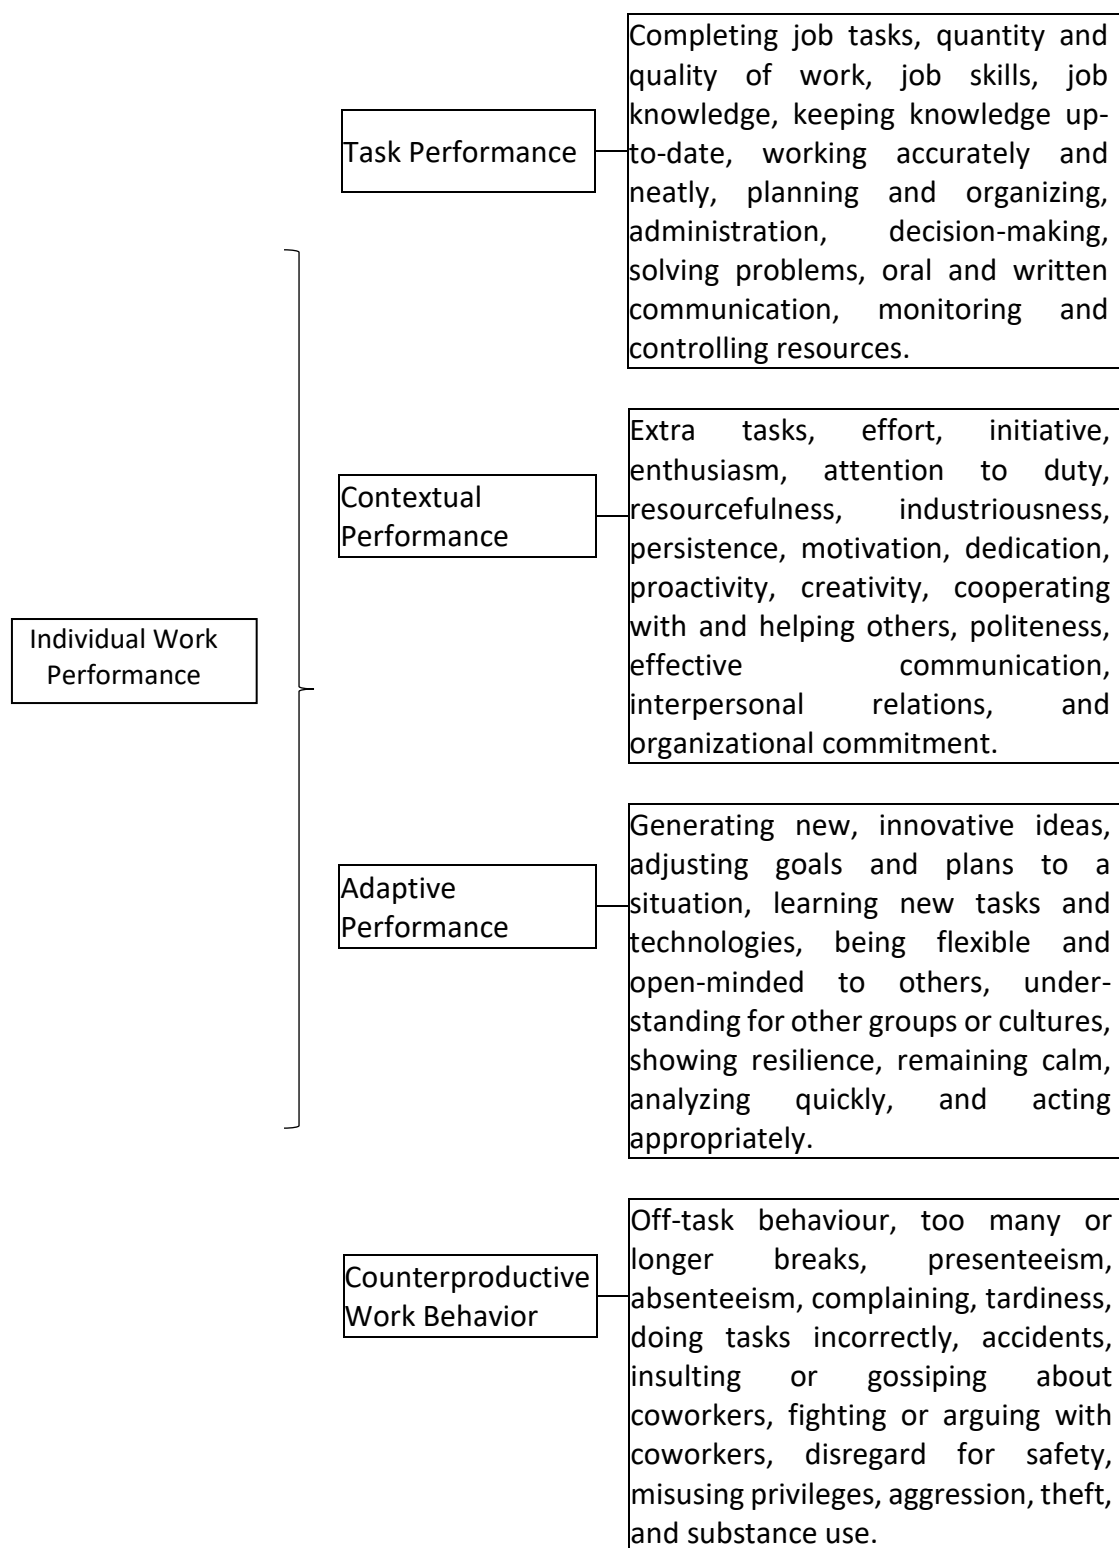 Individual Work
Performance
Task Performance
Completing job tasks, quantity and
quality of work, job skills, job
knowledge, keeping knowledge up-
to-date, working accurately and
neatly, planning and organizing,
administration, decision-making,
solving problems, oral and written
communication, monitoring and
controlling resources.
Contextual
Performance
Extra tasks, effort, initiative,
enthusiasm, attention to duty,
resourcefulness, industriousness,
persistence, motivation, dedication,
proactivity, creativity, cooperating
with and helping others, politeness,
effective communication,
interpersonal relations, and
organizational commitment.
Adaptive
Performance
Generating new, innovative ideas,
adjusting goals and plans to a
situation, learning new tasks and
technologies, being flexible and
open-minded to others, under-
standing for other groups or cultures,
showing resilience, remaining calm,
analyzing quickly, and acting
appropriately.
Counterproductive
Work Behavior
Off-task behaviour, too many or
longer breaks, presenteeism,
absenteeism, complaining, tardiness,
doing tasks incorrectly, accidents,
insulting or gossiping about
coworkers, fighting or arguing with
coworkers, disregard for safety,
misusing privileges, aggression, theft,
and substance use.